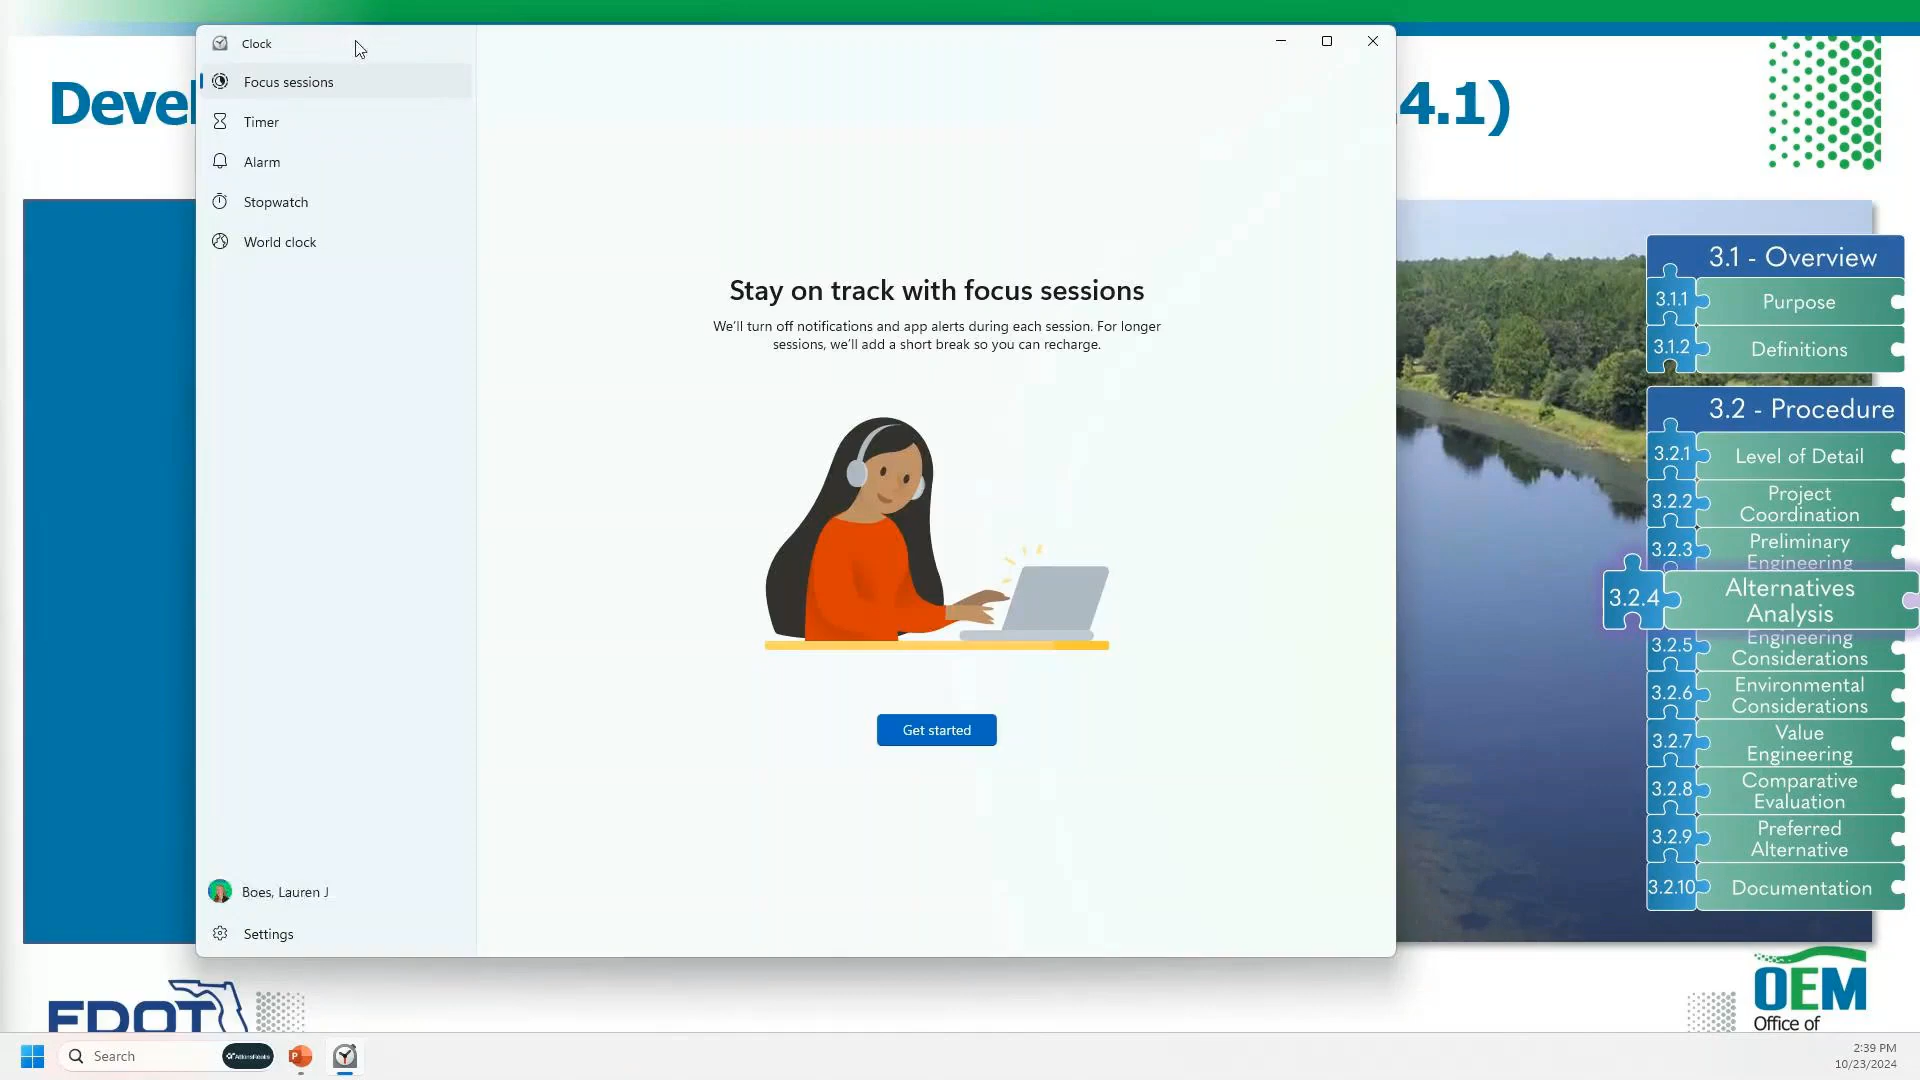 Clock
Focus sessions
Timer
Alarm
Stopwatch
World clock
Boes, Lauren J
Settings
Stay on track with focus sessions
We'll turn off notifications and app alerts during each session. For longer
sessions, we'll add a short break so you can recharge.
Get started
Devel
.4.1)
3.1 - Overview
3.1.1 Purpose
3.1.2 Definitions
3.2 - Procedure
3.2.1 Level of Detail
3.2.2 Project
Coordination
3.2.3 Preliminary
Engineering
3.2.4 Alternatives
Analysis
3.2.5 Engineering
Considerations
3.2.6 Environmental
Considerations
3.2.7 Value
Engineering
3.2.8 Comparative
Evaluation
3.2.9 Preferred
Alternative
3.2.10 Documentation
FDOT
OEM
Office of
Search
AtkinsRéalis
2:39 PM
10/23/2024